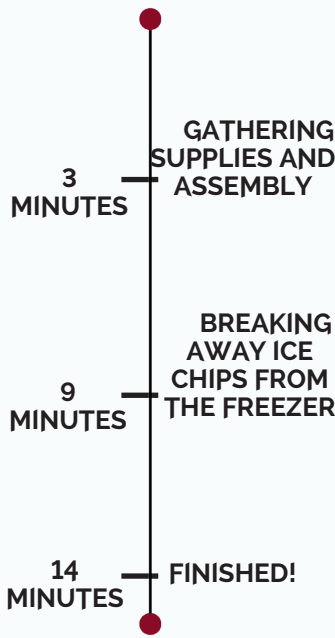 GATHERING
SUPPLIES AND
ASSEMBLY
3
MINUTES
BREAKING
AWAY ICE
CHIPS FROM
THE FREEZER
9
MINUTES
14
MINUTES
FINISHED!